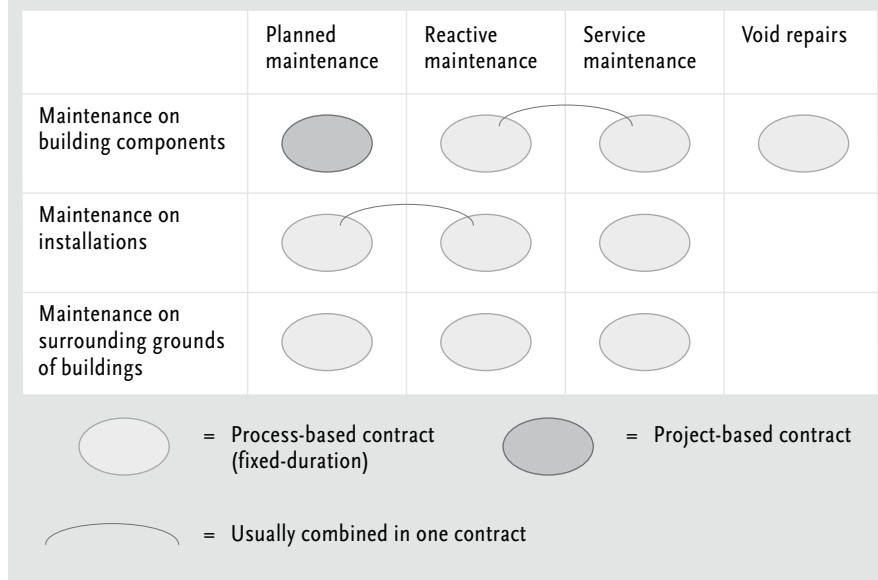 Planned maintenance
Reactive maintenance
Service maintenance
Void repairs
Maintenance on
building components
Maintenance on
installations
Maintenance on
surrounding grounds
of buildings
= Process-based contract
(fixed-duration)
= Project-based contract
= Usually combined in one contract